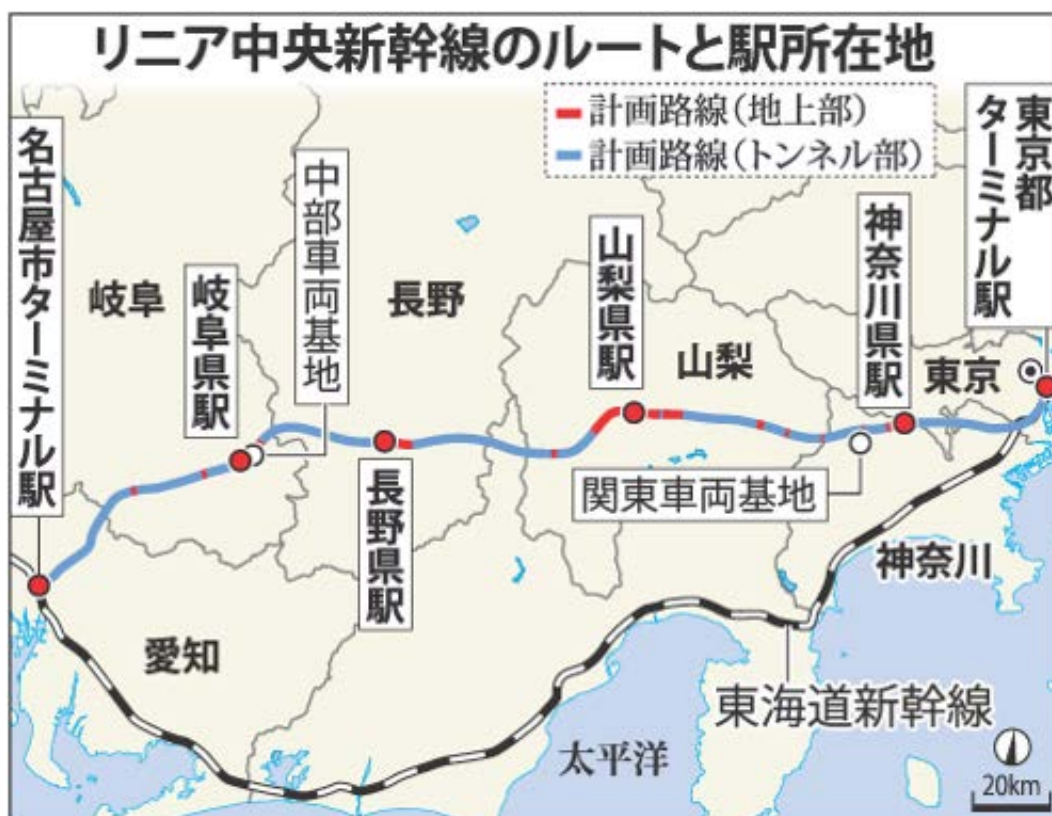 リニア中央新幹線のルートと駅所在地
計画路線(地上部)
計画路線(トンネル部)
東京都
ターミナル駅
神奈川県駅
山梨県駅
中部車両基地
岐阜県駅
名古屋市ターミナル駅
岐阜
長野
山梨
東京
長野県駅
関東車両基地
神奈川
愛知
東海道新幹線
太平洋
20km